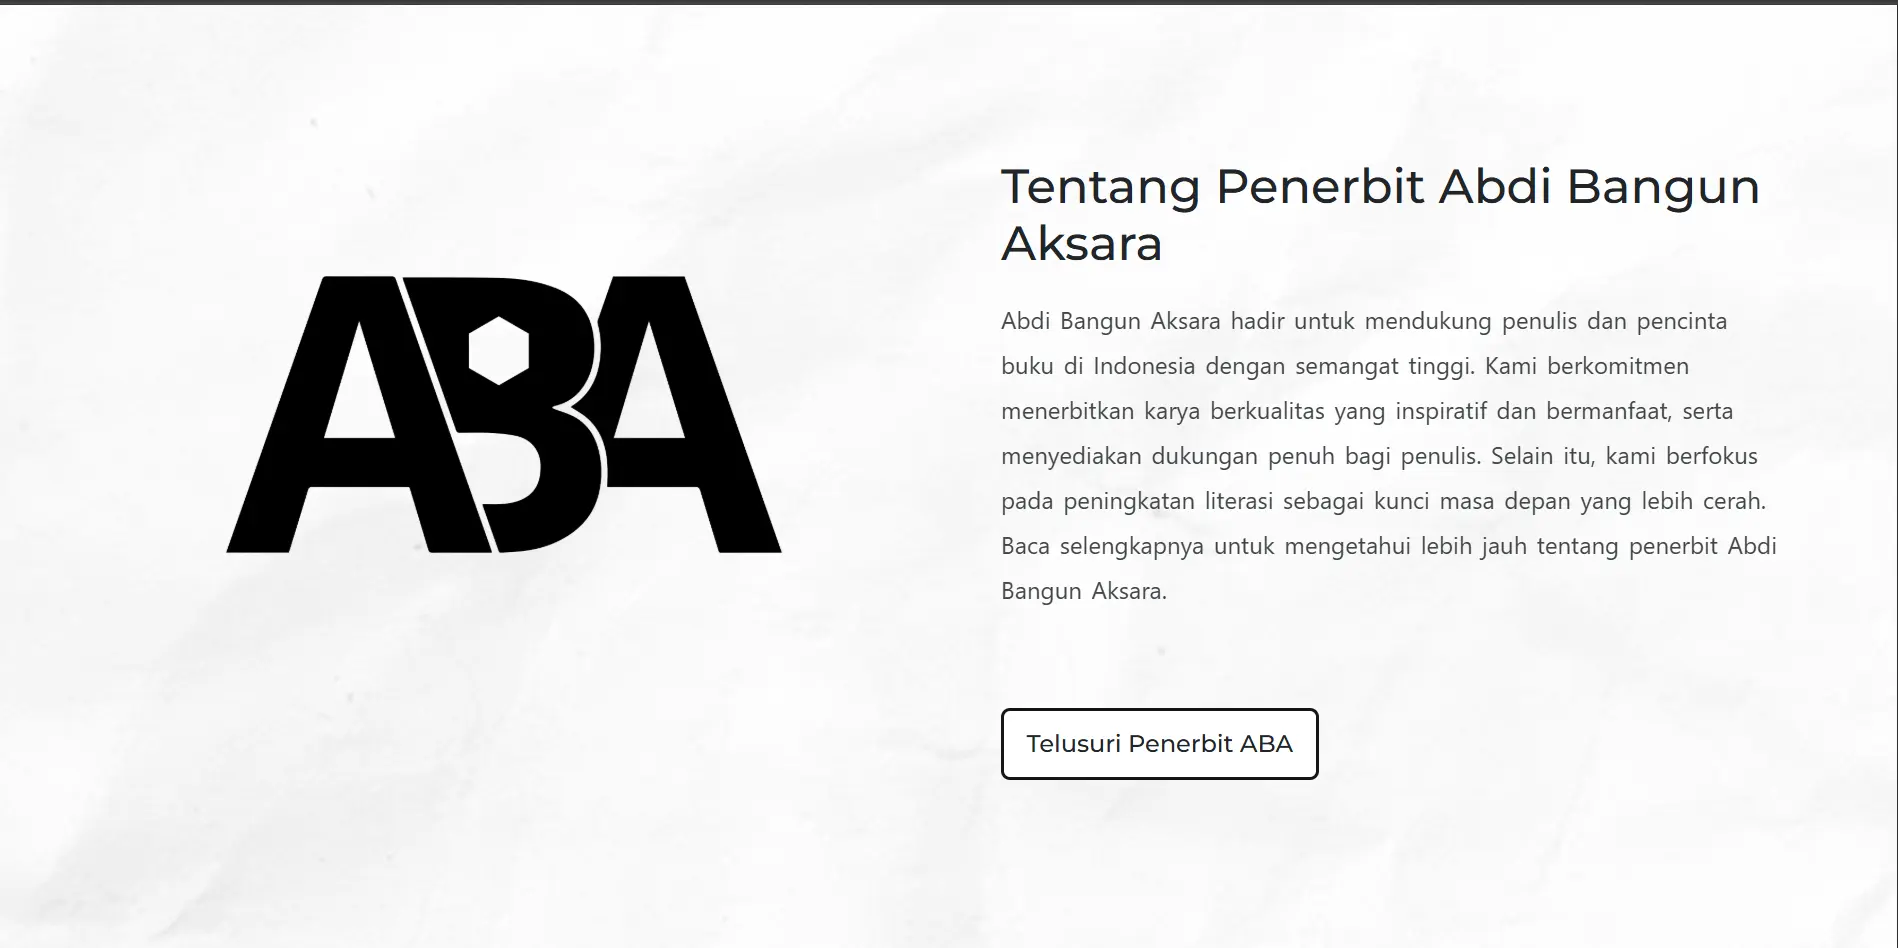 ABA
Tentang Penerbit Abdi Bangun
Aksara
Abdi Bangun Aksara hadir untuk mendukung penulis dan pencinta
buku di Indonesia dengan semangat tinggi. Kami berkomitmen
menerbitkan karya berkualitas yang inspiratif dan bermanfaat, serta
menyediakan dukungan penuh bagi penulis. Selain itu, kami berfokus
pada peningkatan literasi sebagai kunci masa depan yang lebih cerah.
Baca selengkapnya untuk mengetahui lebih jauh tentang penerbit Abdi
Bangun Aksara.
Telusuri Penerbit ABA